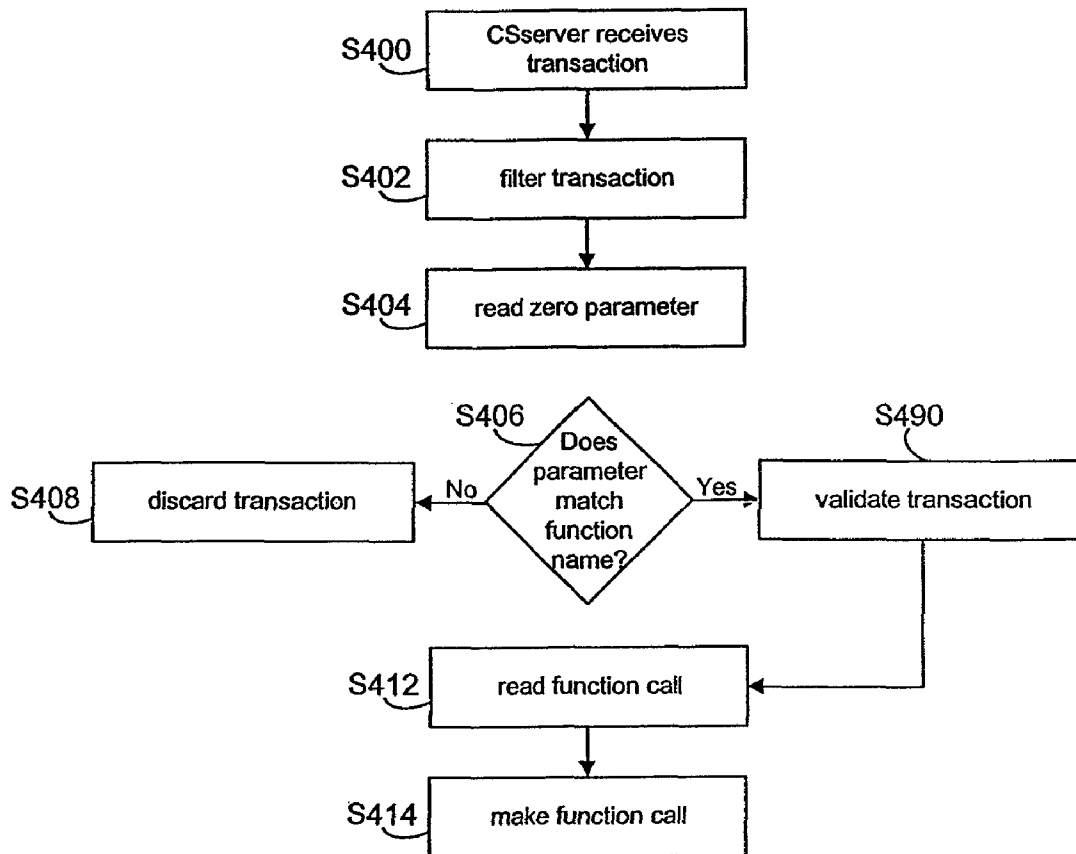 S400
CSserver receives
transaction
S402
filter transaction
S404
read zero parameter
S406
Does
parameter
match
function
name?
No
Yes
S408
discard transaction
S490
validate transaction
S412
read function call
S414
make function call